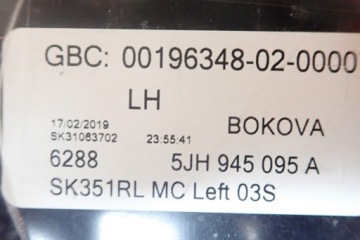 GBC: 00196348-02-0000
LH
17/02/2019
SK31063702 23:55:41 BOKOVA
6288 5JH 945 095 A
SK351RL MC Left 03S